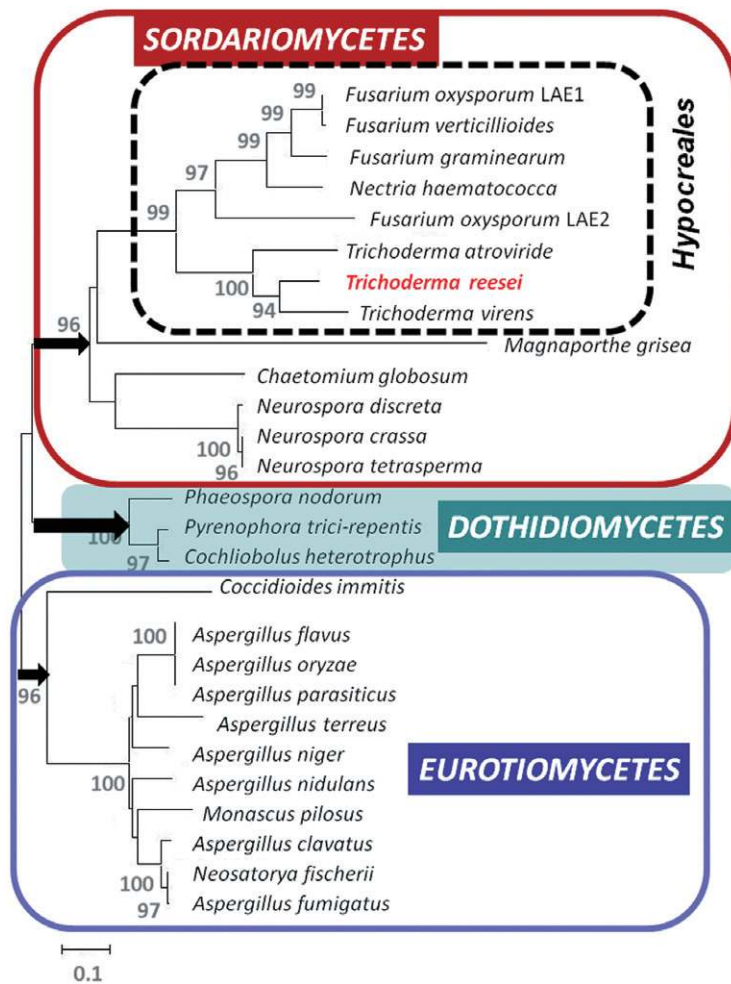 SORDARIOMYCETES
99
Fusarium oxysporum LAE1
99
Fusarium verticillioides
99
Fusarium graminearum
97
Nectria haematococca
99
Fusarium oxysporum LAE2
Trichoderma atroviride
100
Trichoderma reesei
94
Trichoderma virens
Hypocreales
96
Magnaporthe grisea
Chaetomium globosum
Neurospora discreta
100
Neurospora crassa
96
Neurospora tetrasperma
Phaeospora nodorum
100
Pyrenophora trici-repentis
97
Cochliobolus heterotrophus
DOTHIDIOMYCETES
Coccidioides immitis
100
Aspergillus flavus
Aspergillus oryzae
96
Aspergillus parasiticus
Aspergillus terreus
Aspergillus niger
EUROTIOMYCETES
100
Aspergillus nidulans
Monascus pilosus
Aspergillus clavatus
100
Neosatorya fischerii
97
Aspergillus fumigatus
0.1